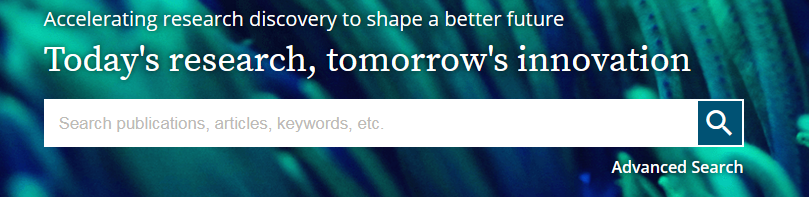 Accelerating research discovery to shape a better future
Today's research, tomorrow's innovation
Search publications, articles, keywords, etc.
Advanced Search